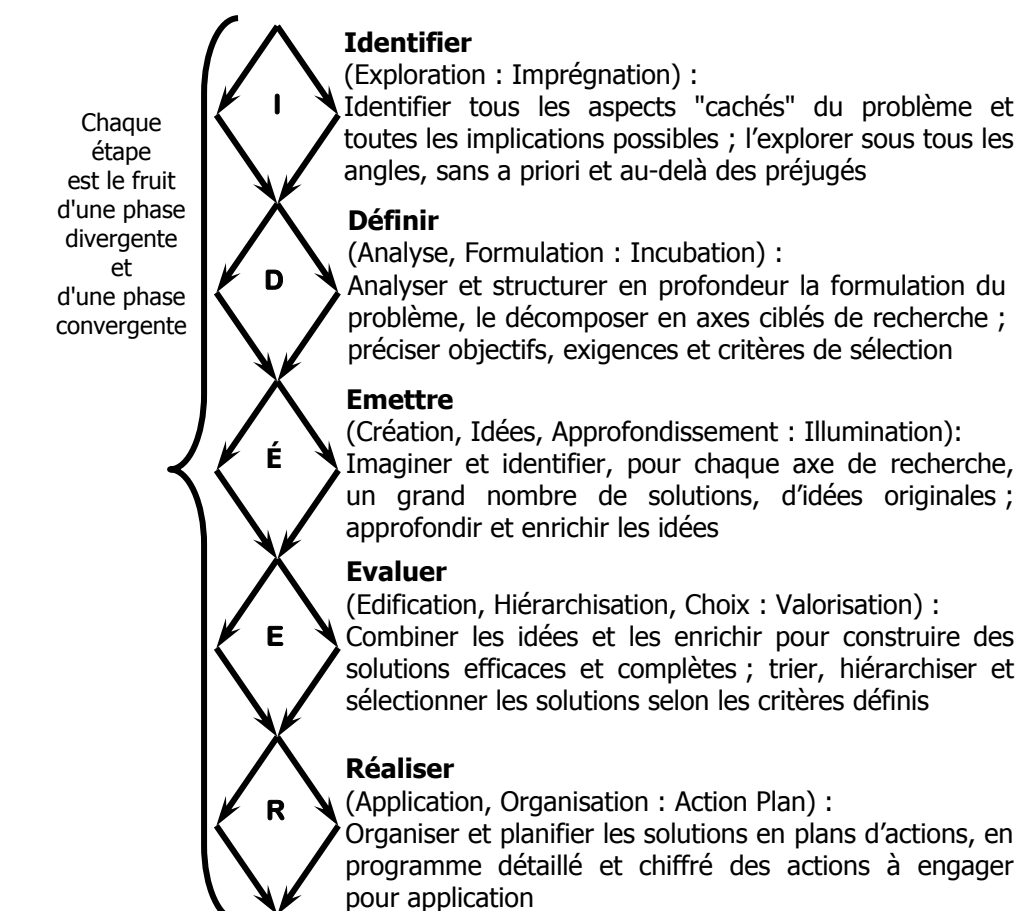 Chaque
étape
est le fruit
d'une phase
divergente
et
d'une phase
convergente
I
Identifier
(Exploration : Imprégnation) :
Identifier tous les aspects "cachés" du problème et
toutes les implications possibles ; l’explorer sous tous les
angles, sans a priori et au-delà des préjugés
D
Définir
(Analyse, Formulation : Incubation) :
Analyser et structurer en profondeur la formulation du
problème, le décomposer en axes ciblés de recherche ;
préciser objectifs, exigences et critères de sélection
É
Emettre
(Création, Idées, Approfondissement : Illumination):
Imaginer et identifier, pour chaque axe de recherche,
un grand nombre de solutions, d’idées originales ;
approfondir et enrichir les idées
E
Evaluer
(Edification, Hiérarchisation, Choix : Valorisation) :
Combiner les idées et les enrichir pour construire des
solutions efficaces et complètes ; trier, hiérarchiser et
sélectionner les solutions selon les critères définis
R
Réaliser
(Application, Organisation : Action Plan) :
Organiser et planifier les solutions en plans d’actions, en
programme détaillé et chiffré des actions à engager
pour application